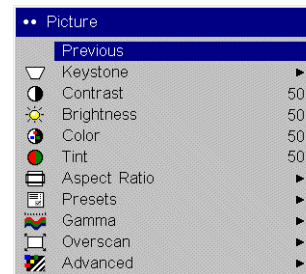 •• Picture
Previous
Keystone
Contrast 50
Brightness 50
Color 50
Tint 50
Aspect Ratio
Presets
Gamma
Overscan
Advanced